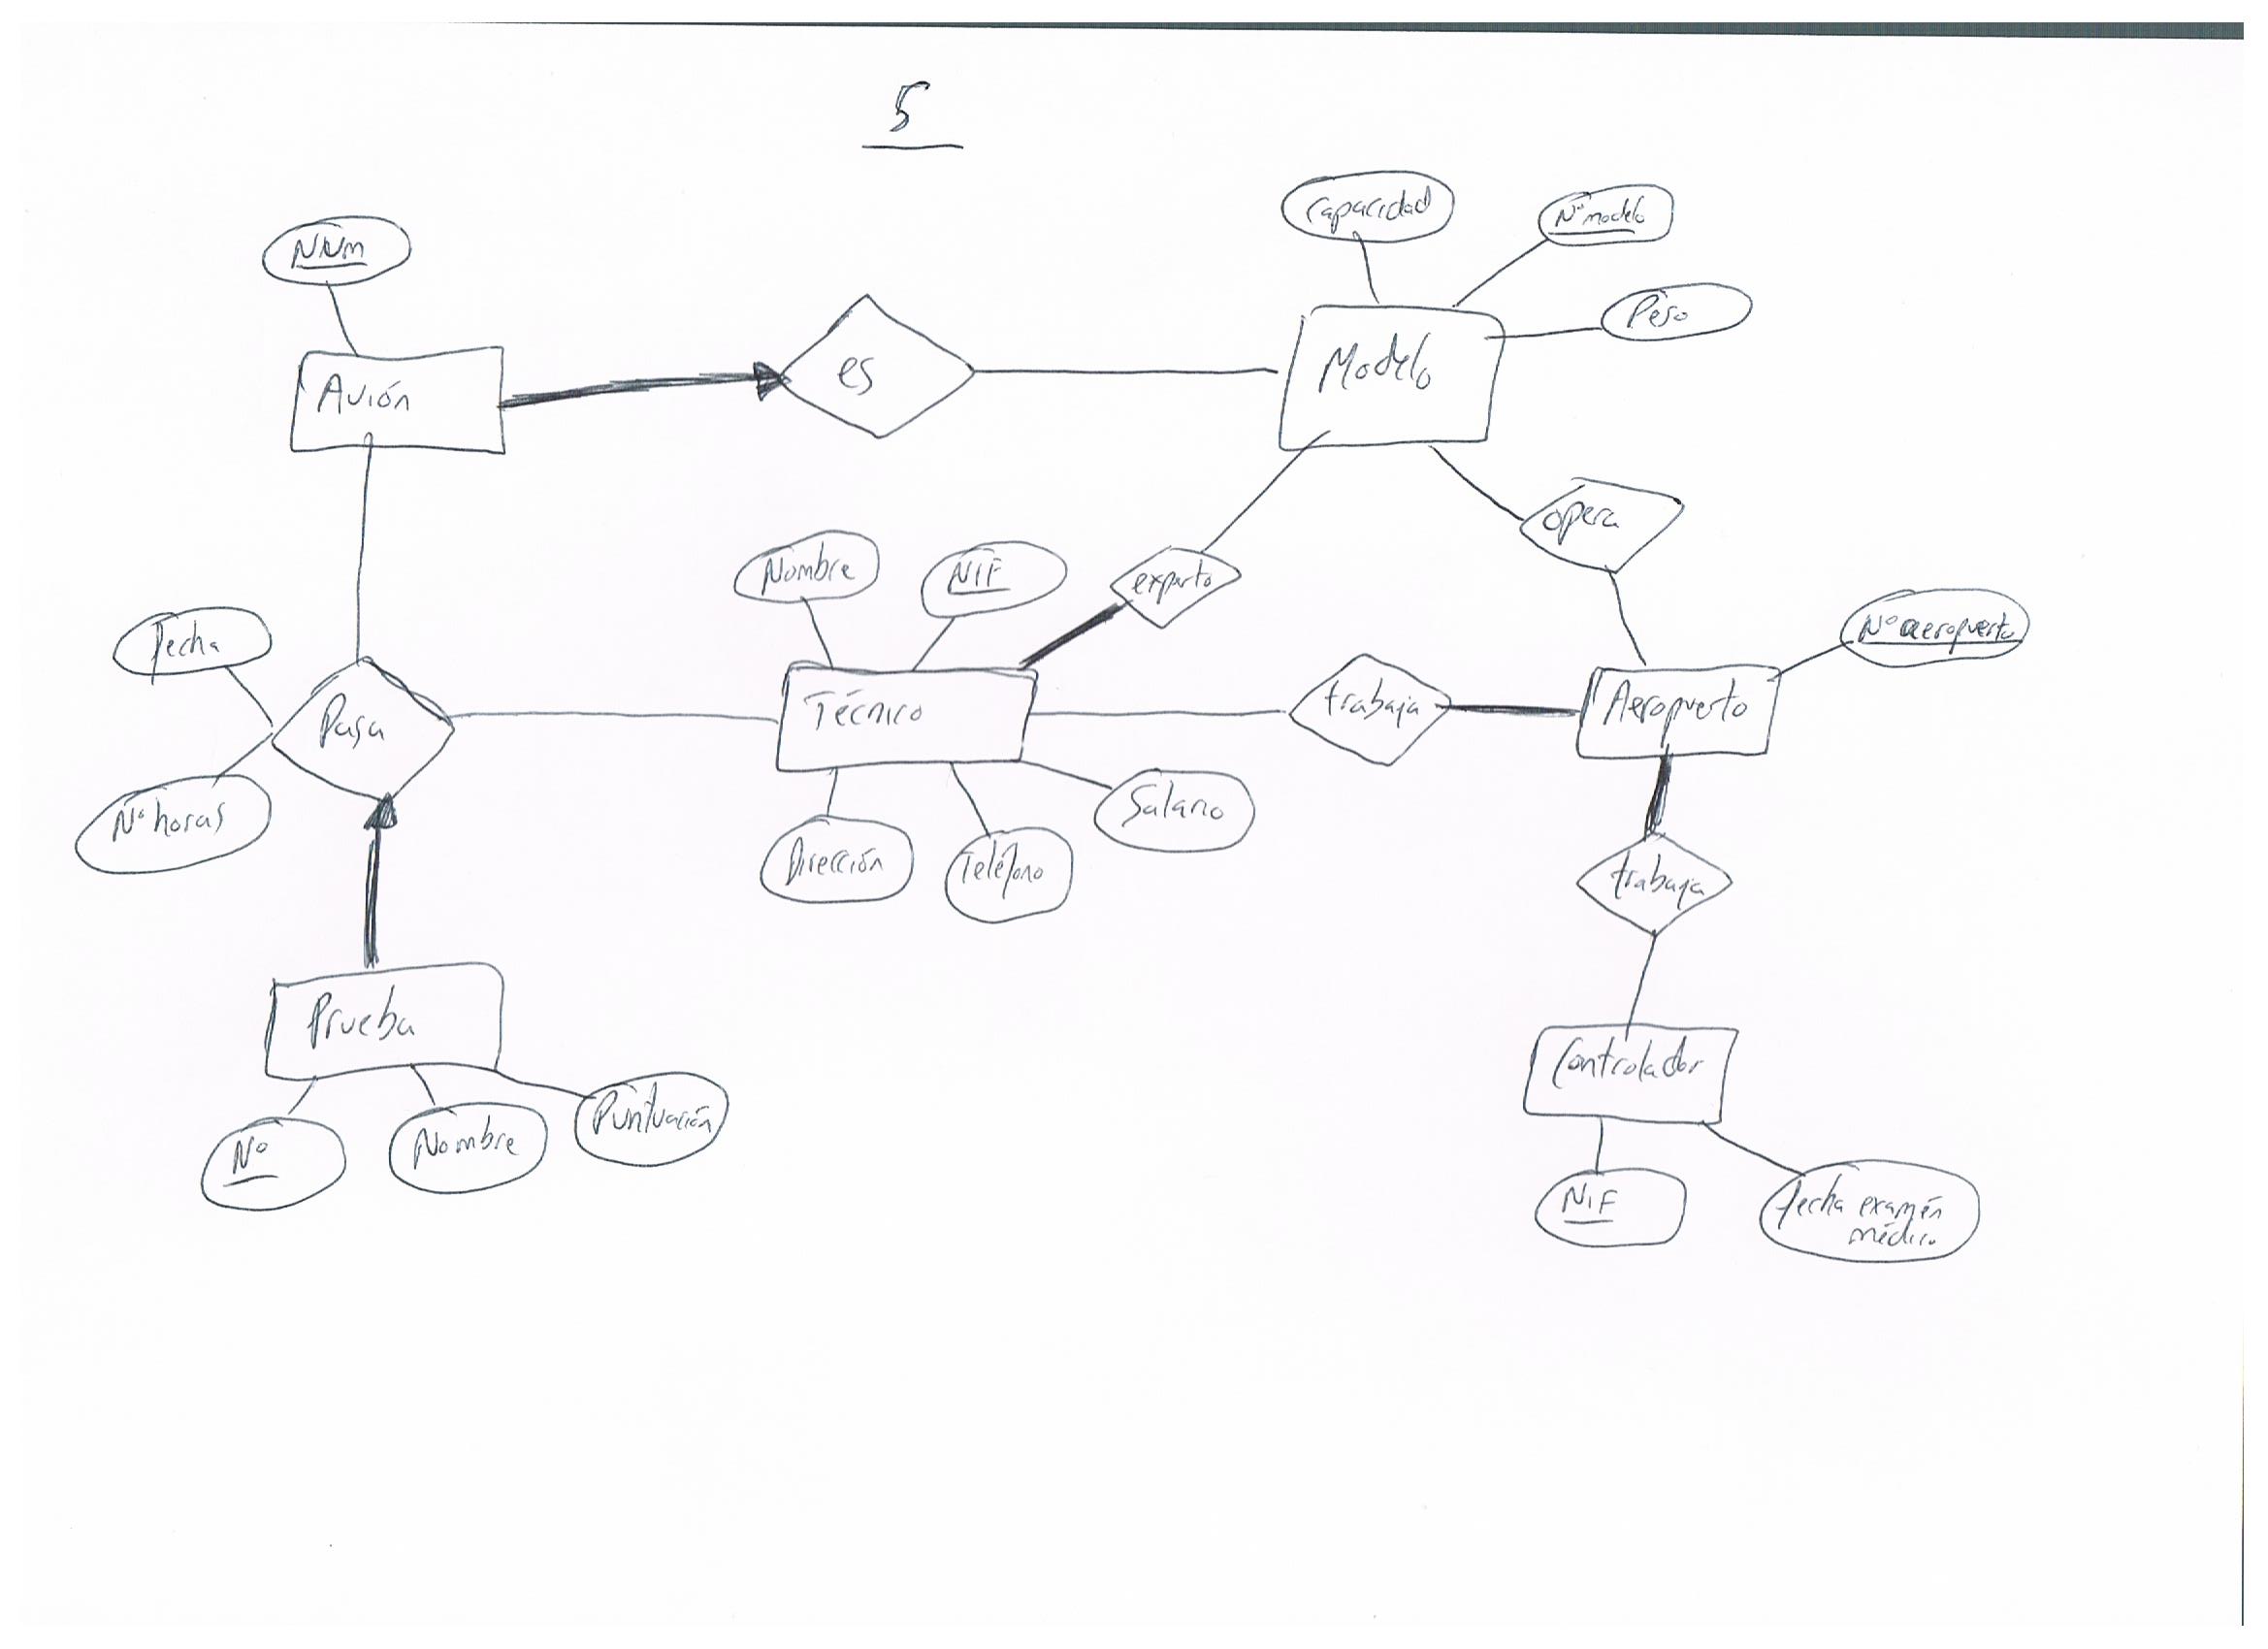 5
Capacidad
Nº modelo
NNm
Peso
es
Modelo
Avión
opera
Nombre
NIF
experto
Nº aeropuerto
Fecha
Pasa
Técnico
trabaja
Aeropuerto
Nº horas
Salario
Dirección
Teléfono
trabaja
Prueba
Controlador
Nº
Nombre
Puntuación
NIF
fecha examén
médico